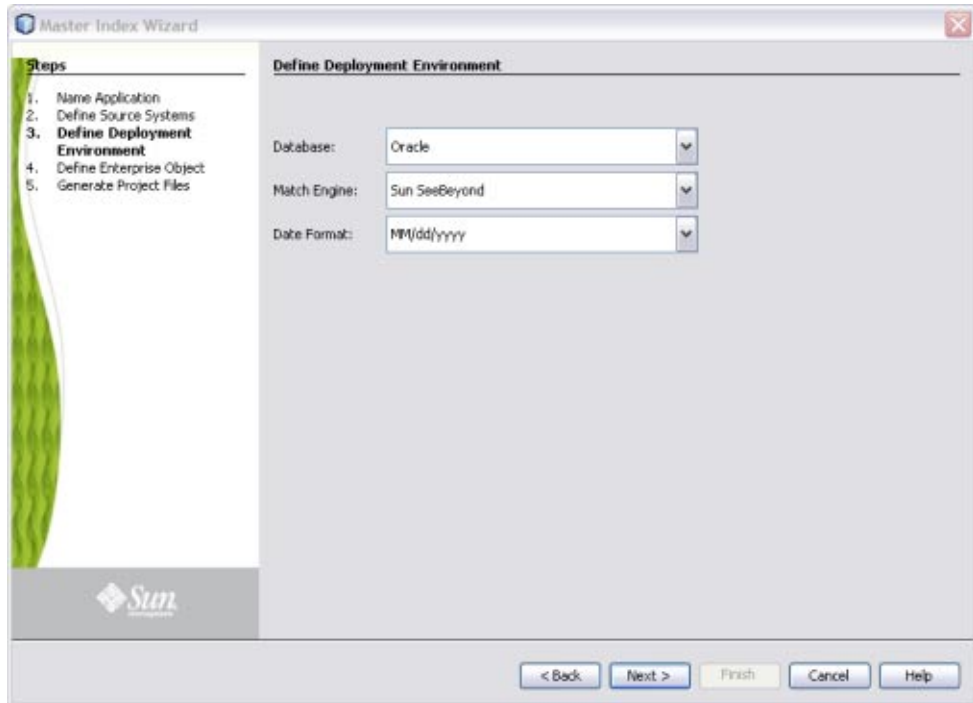 Master Index Wizard
Steps
1. Name Application
2. Define Source Systems
3. Define Deployment
Environment
4. Define Enterprise Object
5. Generate Project Files
Define Deployment Environment
Database: Oracle
Match Engine: Sun SeeBeyond
Date Format: MM/dd/yyyy
Sun
< Back
Next >
Finish
Cancel
Help